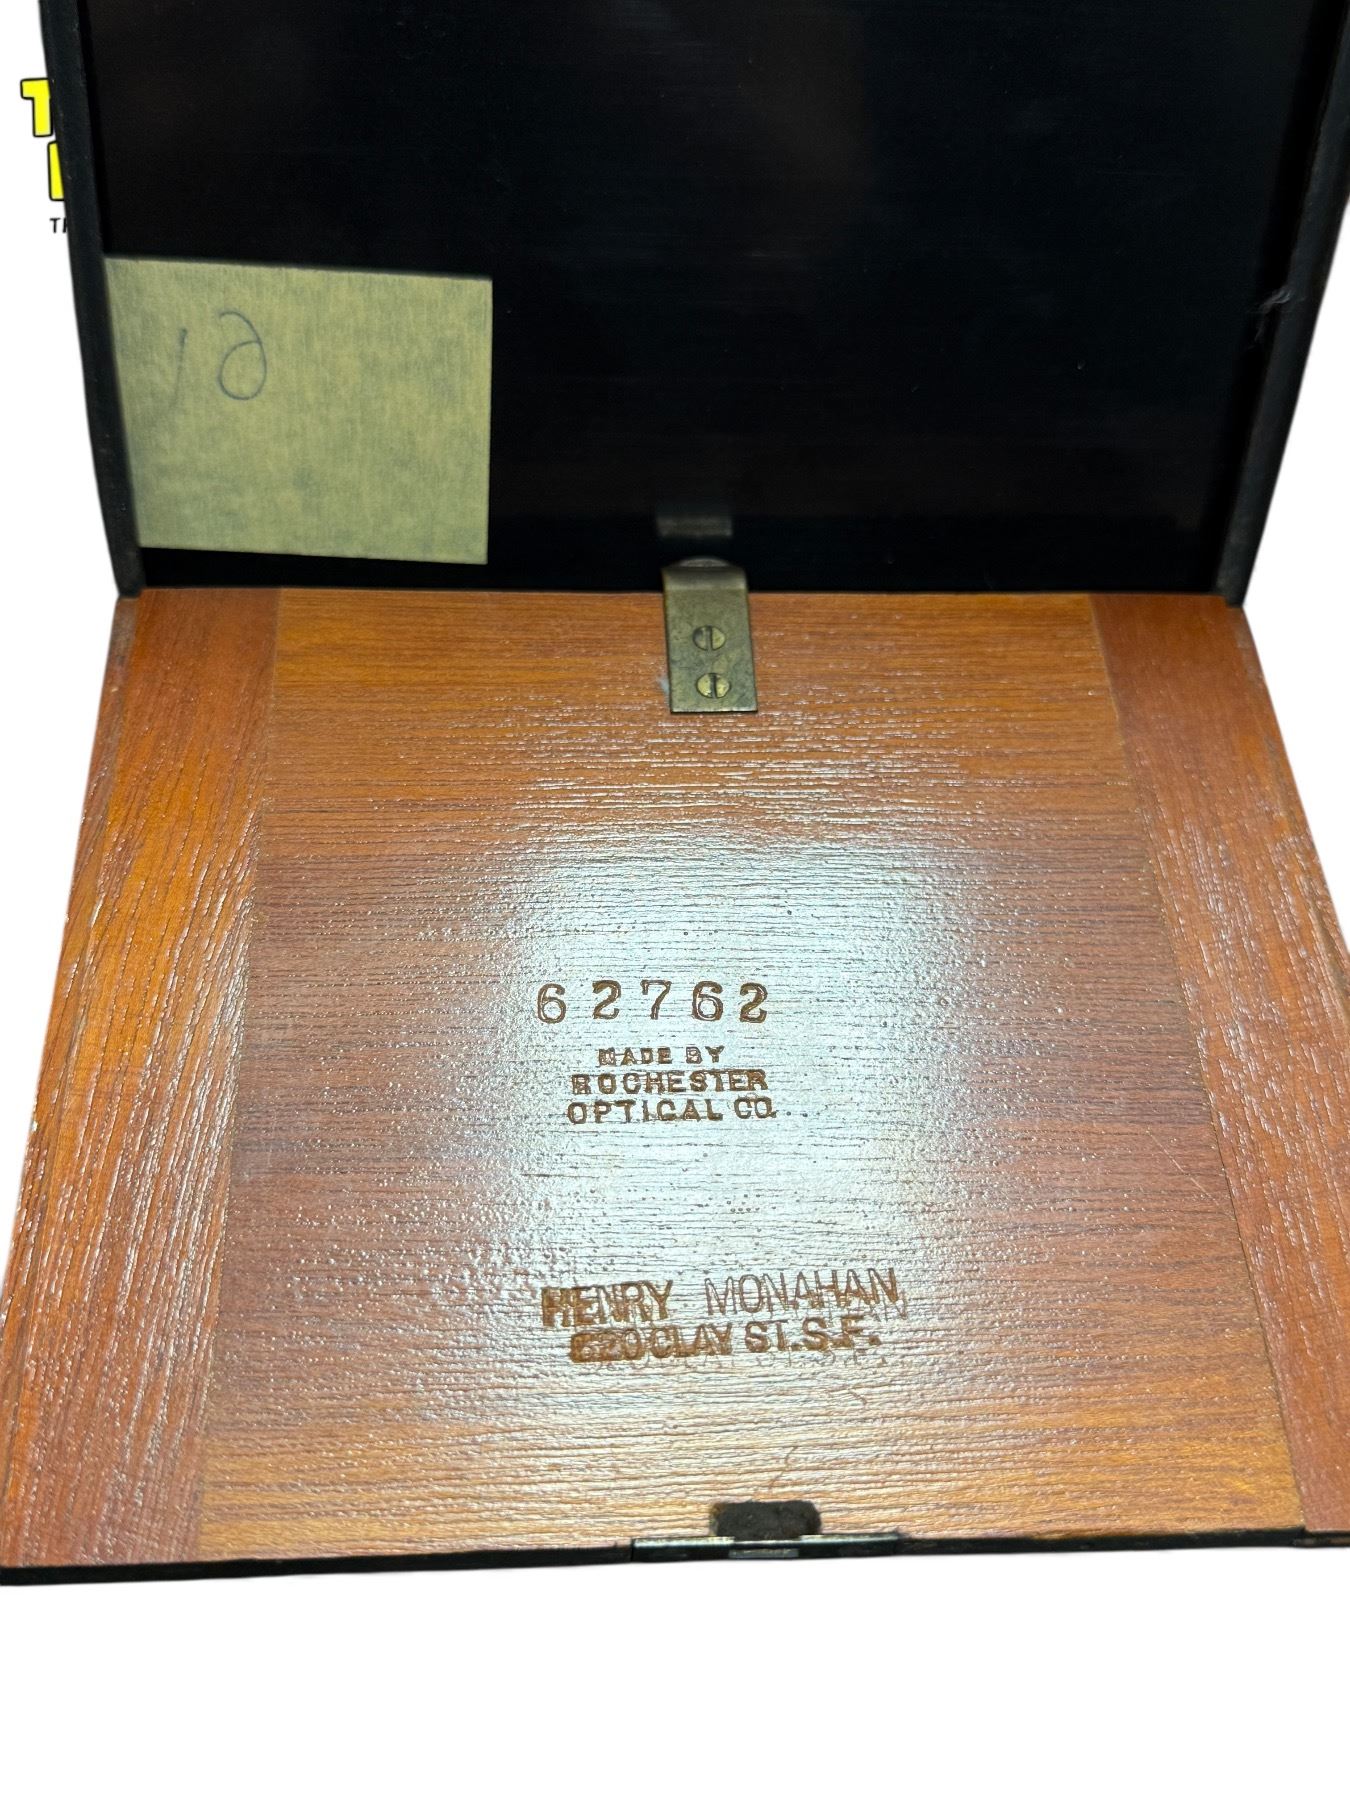 62762
MADE BY
ROCHESTER
OPTICAL CO.
HENRY MONAHAN
620 CLAY ST. S.F.